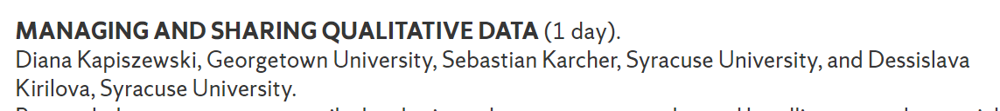 MANAGING AND SHARING QUALITATIVE DATA (1 day).
Diana Kapiszewski, Georgetown University, Sebastian Karcher, Syracuse University, and Dessislava
Kirilova, Syracuse University.